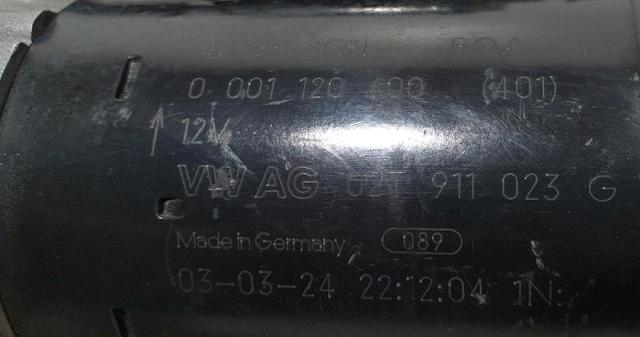 0 001 120 400 (401)
↑ 12V
VW AG 02T 911 023 G
Made in Germany 089
03-03-24 22:12:04 1N: